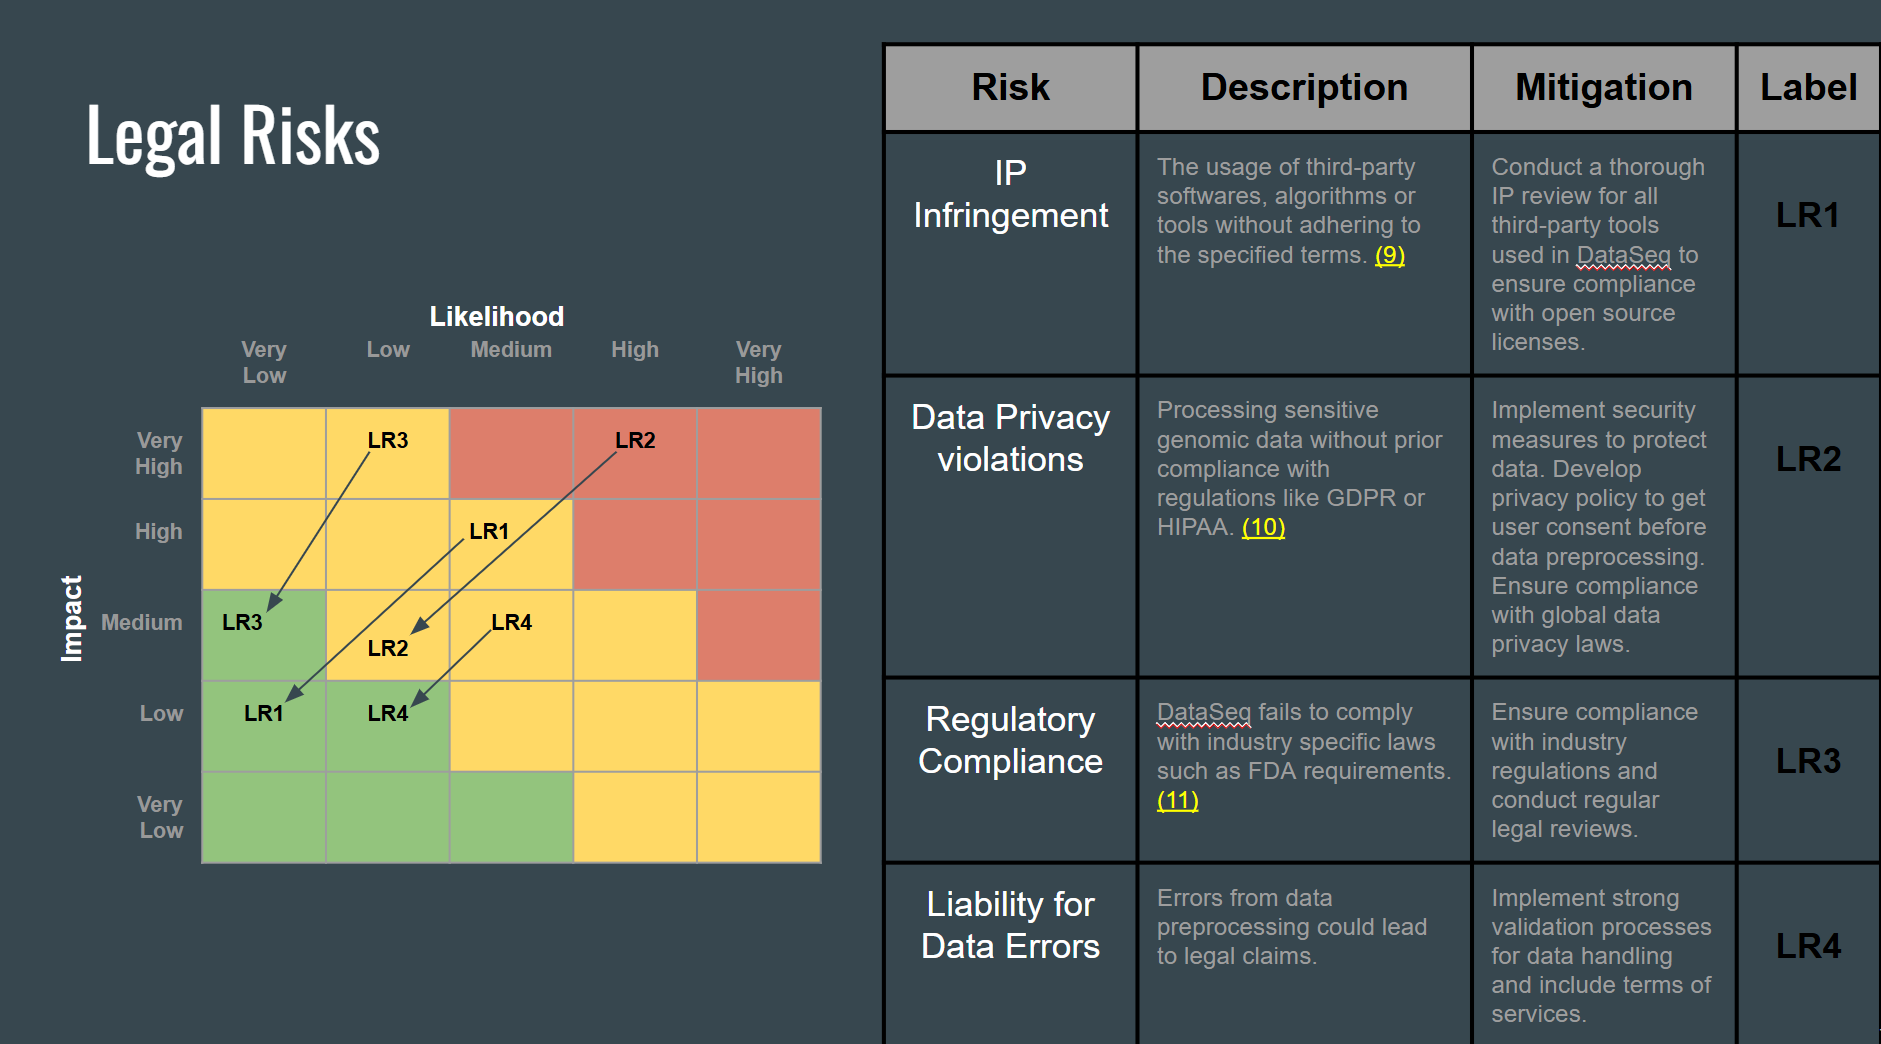 Legal Risks
Likelihood
Very
Low
Low
Medium
High
Very
High
Impact
Very
High
High
Medium
Low
Very
Low
LR3
LR2
LR1
LR3
LR2
LR4
LR1
LR4
Risk
Description
Mitigation
Label
IP
Infringement
The usage of third-party
softwares, algorithms or
tools without adhering to
the specified terms. (9)
Conduct a thorough
IP review for all
third-party tools
used in DataSeq to
ensure compliance
with open source
licenses.
LR1
Data Privacy
violations
Processing sensitive
genomic data without prior
compliance with
regulations like GDPR or
HIPAA. (10)
Implement security
measures to protect
data. Develop
privacy policy to get
user consent before
data preprocessing.
Ensure compliance
with global data
privacy laws.
LR2
Regulatory
Compliance
DataSeq fails to comply
with industry specific laws
such as FDA requirements.
(11)
Ensure compliance
with industry
regulations and
conduct regular
legal reviews.
LR3
Liability for
Data Errors
Errors from data
preprocessing could lead
to legal claims.
Implement strong
validation processes
for data handling
and include terms of
services.
LR4